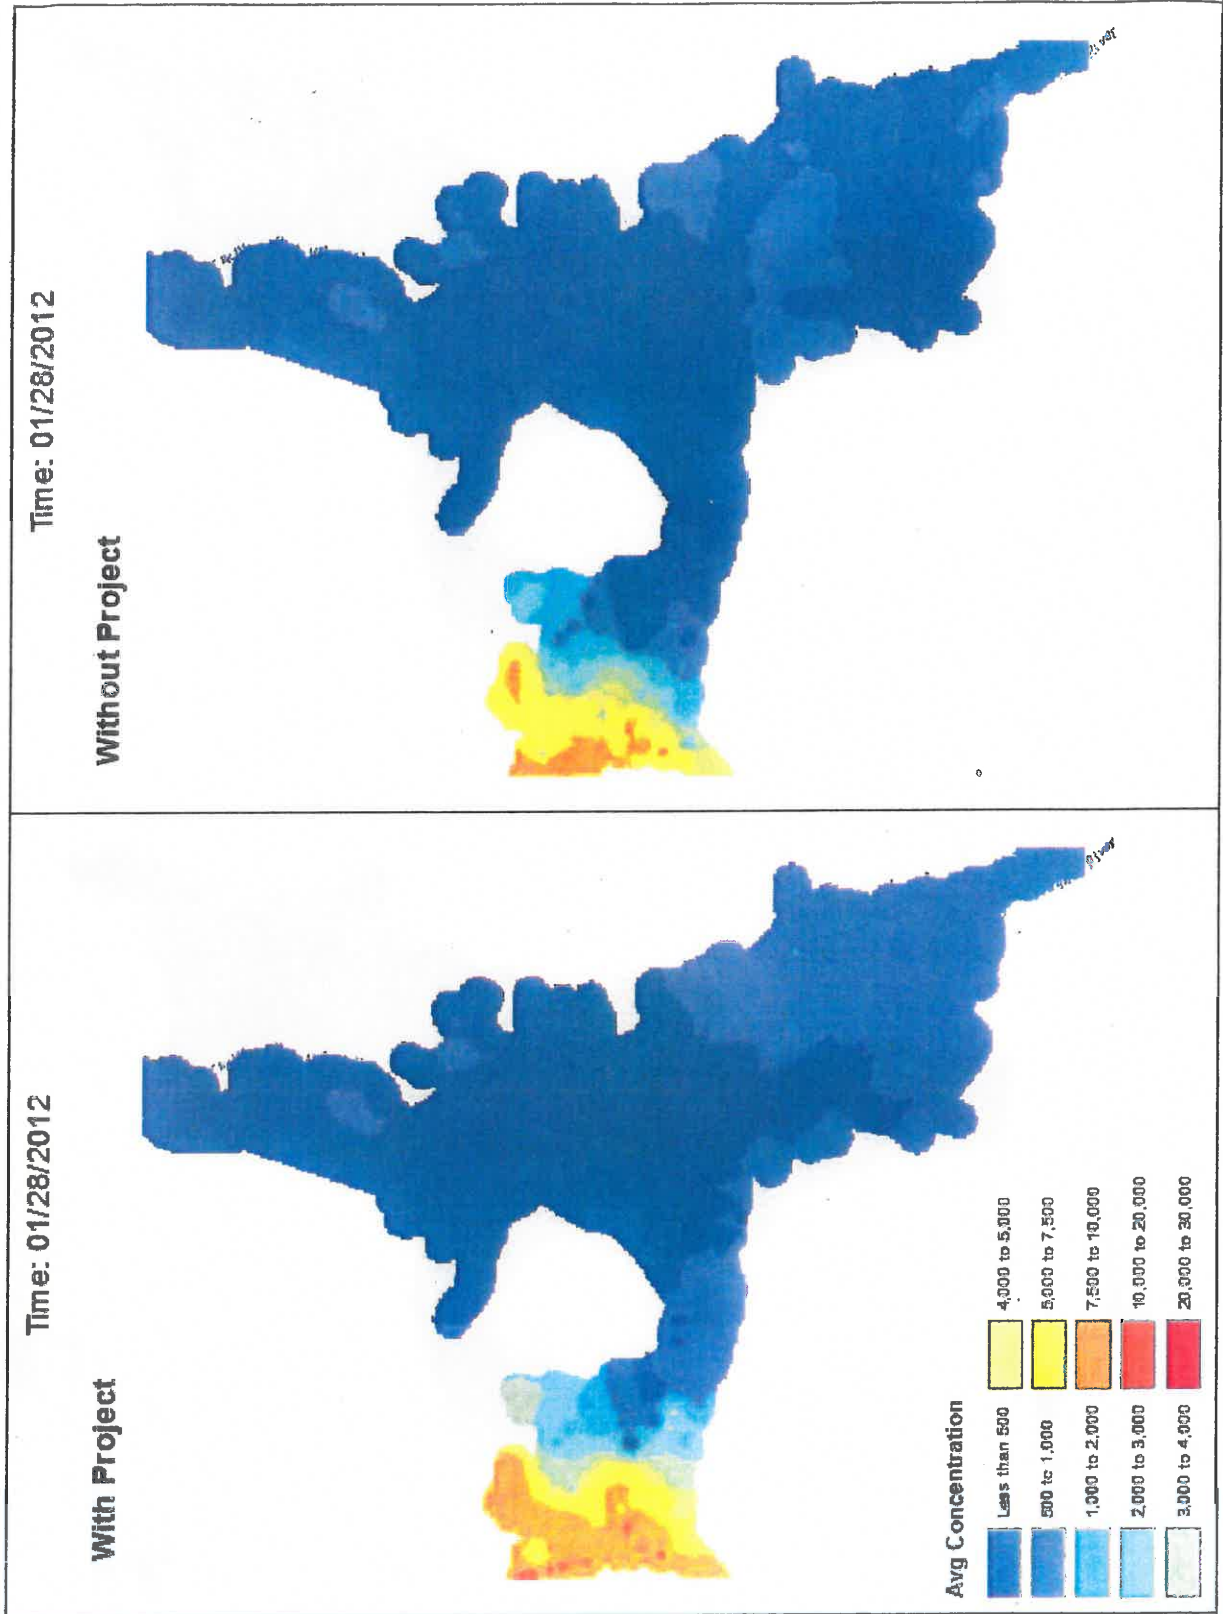 Time: 01/28/2012
With Project
Avg Concentration
Less than 500
500 to 1,000
1,000 to 2,000
2,000 to 3,000
3,000 to 4,000
4,000 to 5,000
5,000 to 7,500
7,500 to 10,000
10,000 to 20,000
20,000 to 30,000
River
Time: 01/28/2012
Without Project
River